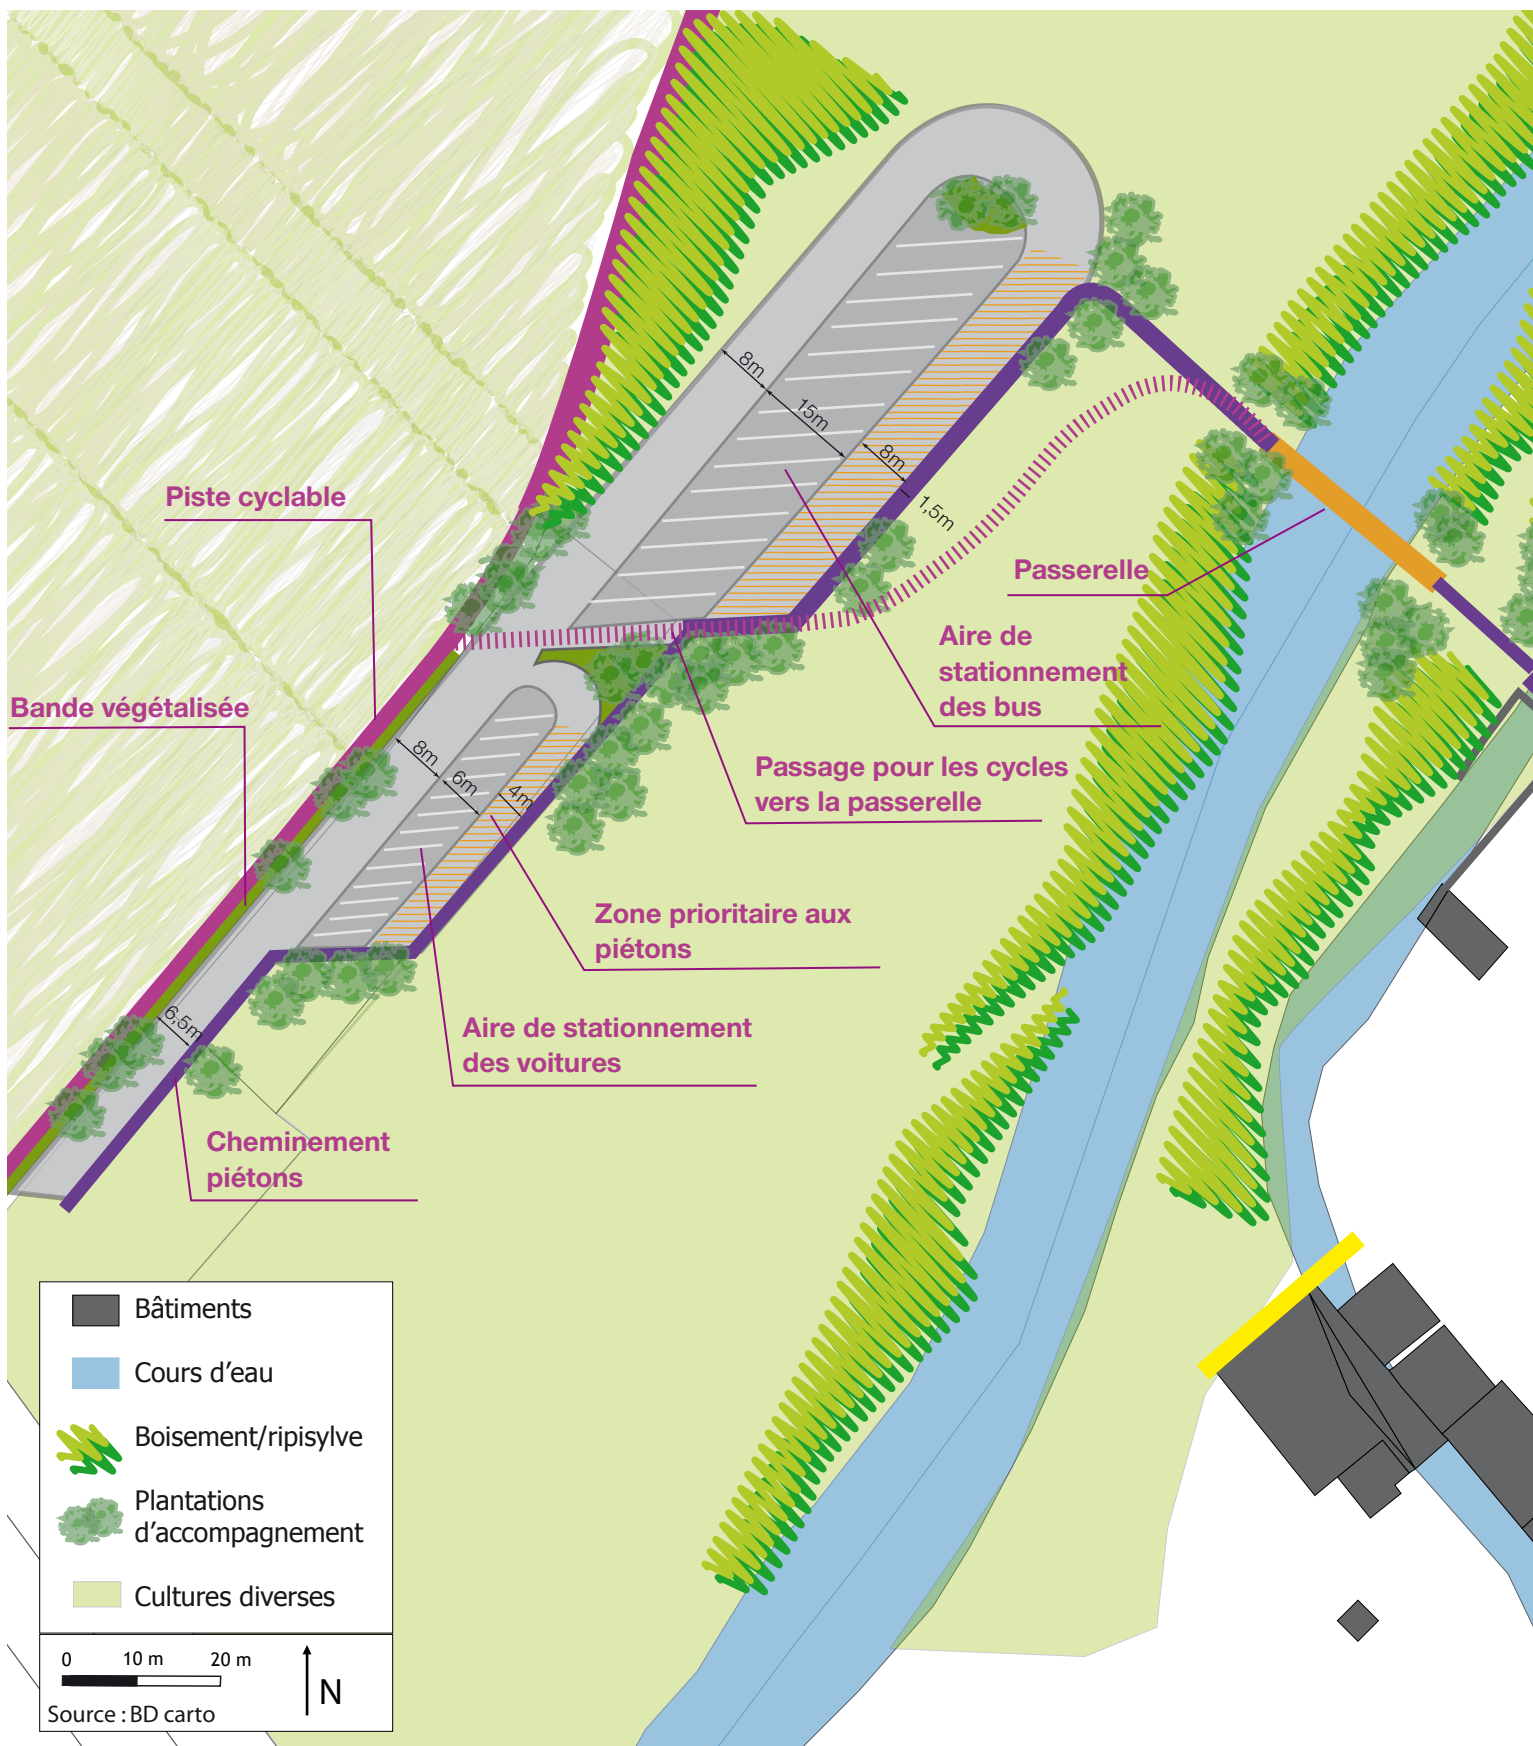 8m
15m
8m
1,5m
Piste cyclable
Passerelle
Aire de
stationnement
des bus
Bande végétalisée
8m
6m
4m
Passage pour les cycles
vers la passerelle
Zone prioritaire aux
piétons
6,5m
Aire de stationnement
des voitures
Cheminement
piétons
Bâtiments
Cours d'eau
Boisement/ripisylve
Plantations
d'accompagnement
Cultures diverses
0 10 m 20 m
N
Source : BD carto